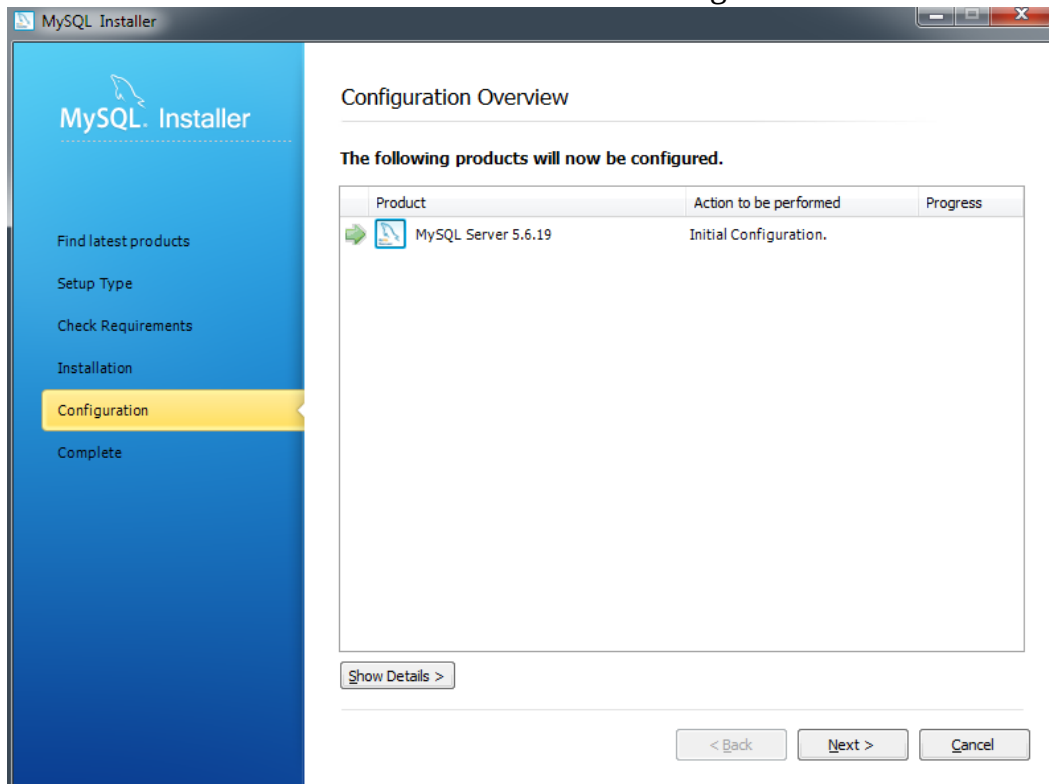 MySQL Installer
MySQL. Installer
Configuration Overview
The following products will now be configured.
Product Action to be performed Progress
MySQL Server 5.6.19 Initial Configuration.
Find latest products
Setup Type
Check Requirements
Installation
Configuration
Complete
Show Details >
< Back Next > Cancel